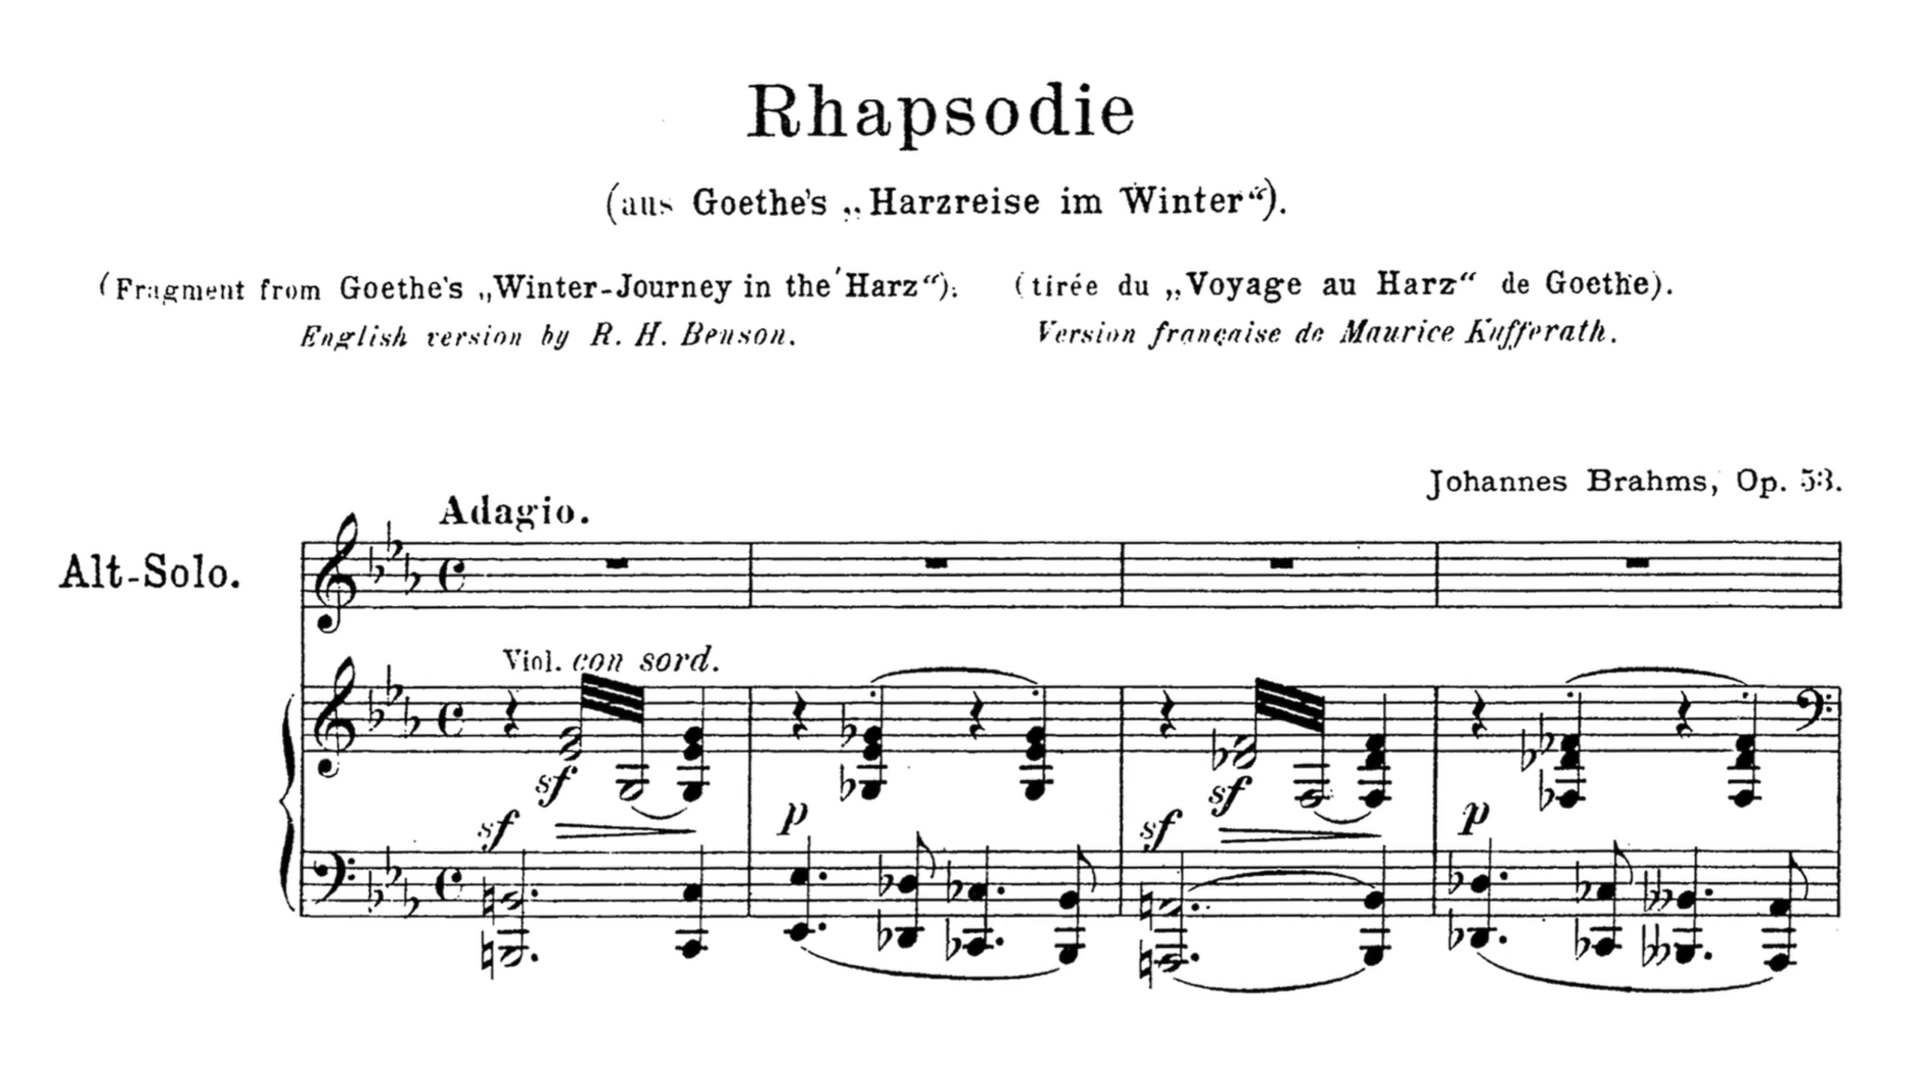 Rhapsodie
(aus Goethe's „Harzreise im Winter“).
(Fragment from Goethe's „Winter-Journey in the Harz“). (tirée du „Voyage au Harz“ de Goethe).
English version by R. H. Benson. Version française de Maurice Kufferath.
Johannes Brahms, Op. 53.
Adagio.
Alt-Solo.
Viol. con sord.
sf sf
sf p sf p